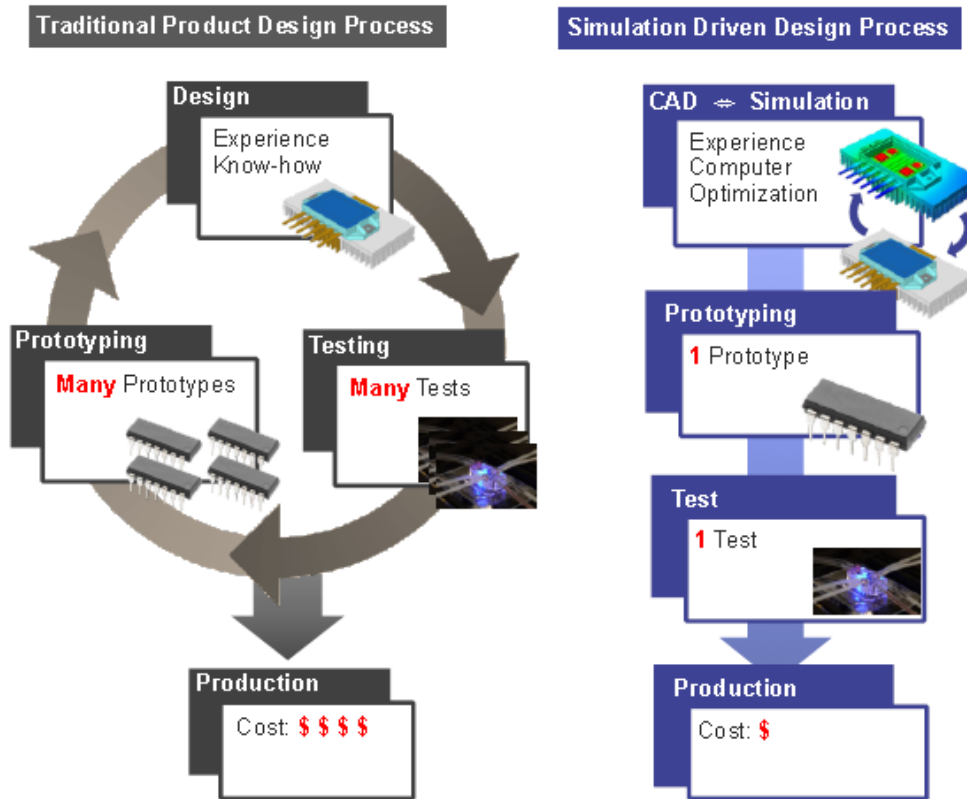 Traditional Product Design Process
Design
Experience
Know-how
Prototyping
Many Prototypes
Testing
Many Tests
Production
Cost: $ $ $ $
Simulation Driven Design Process
CAD ⇔ Simulation
Experience
Computer
Optimization
Prototyping
1 Prototype
Test
1 Test
Production
Cost: $